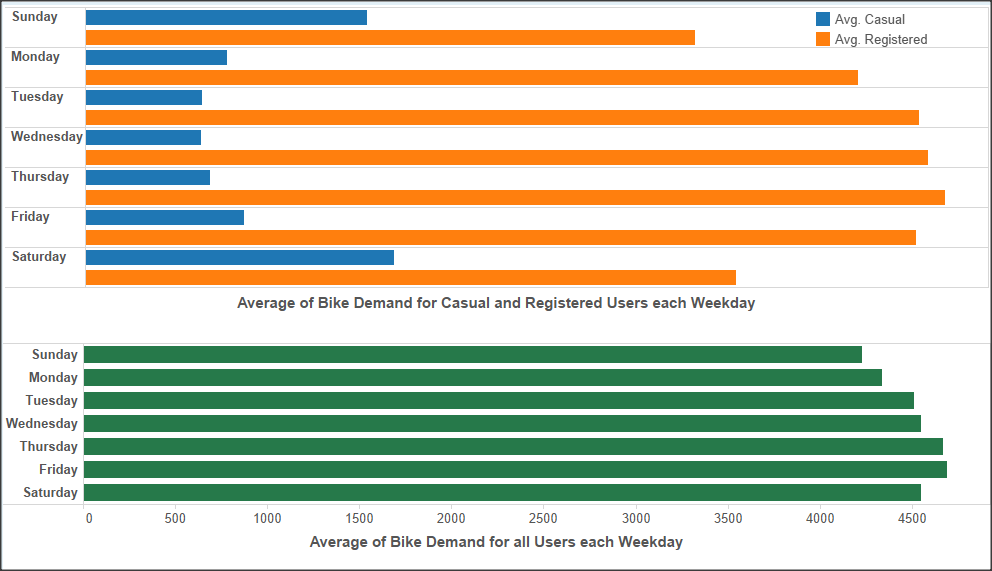 Sunday
Avg. Casual
Avg. Registered
Monday
Tuesday
Wednesday
Thursday
Friday
Saturday
Average of Bike Demand for Casual and Registered Users each Weekday
Sunday
Monday
Tuesday
Wednesday
Thursday
Friday
Saturday
0 500 1000 1500 2000 2500 3000 3500 4000 4500
Average of Bike Demand for all Users each Weekday